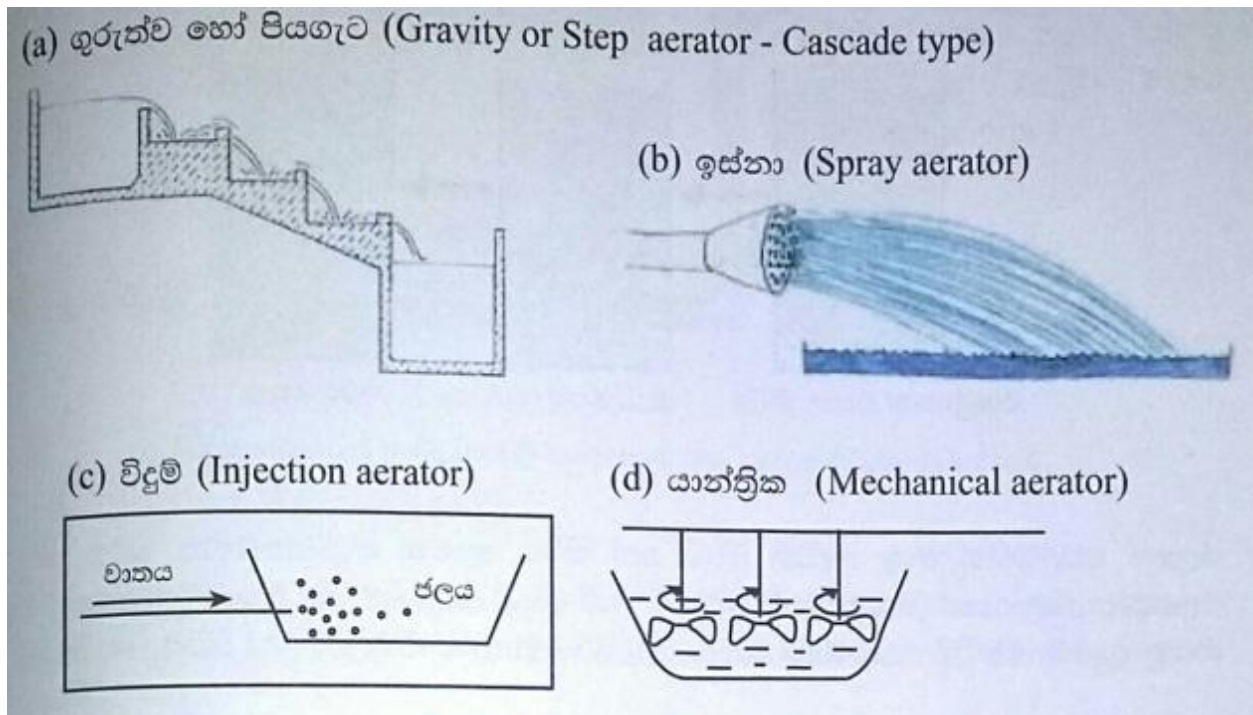 (a) ගුරුත්ව හෝ පියගැට (Gravity or Step aerator - Cascade type)
(b) ඉස්නා (Spray aerator)
(c) විදුම් (Injection aerator)
වාතය
ජලය
(d) යාන්ත්‍රික (Mechanical aerator)